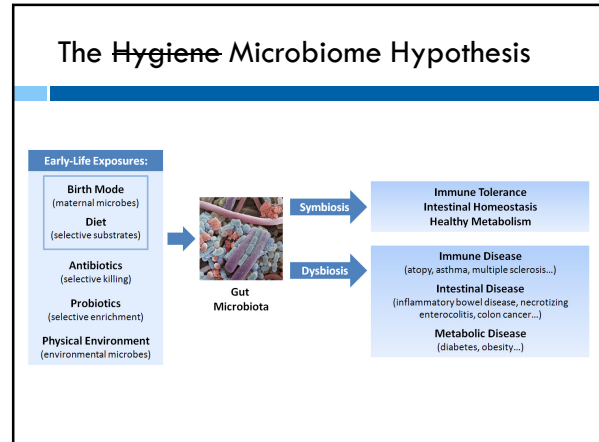 The Hygiene Microbiome Hypothesis
Early-Life Exposures:
Birth Mode
(maternal microbes)
Diet
(selective substrates)
Antibiotics
(selective killing)
Probiotics
(selective enrichment)
Physical Environment
(environmental microbes)
Gut
Microbiota
Symbiosis
Dysbiosis
Immune Tolerance
Intestinal Homeostasis
Healthy Metabolism
Immune Disease
(atopy, asthma, multiple sclerosis...)
Intestinal Disease
(inflammatory bowel disease, necrotizing
enterocolitis, colon cancer...)
Metabolic Disease
(diabetes, obesity...)